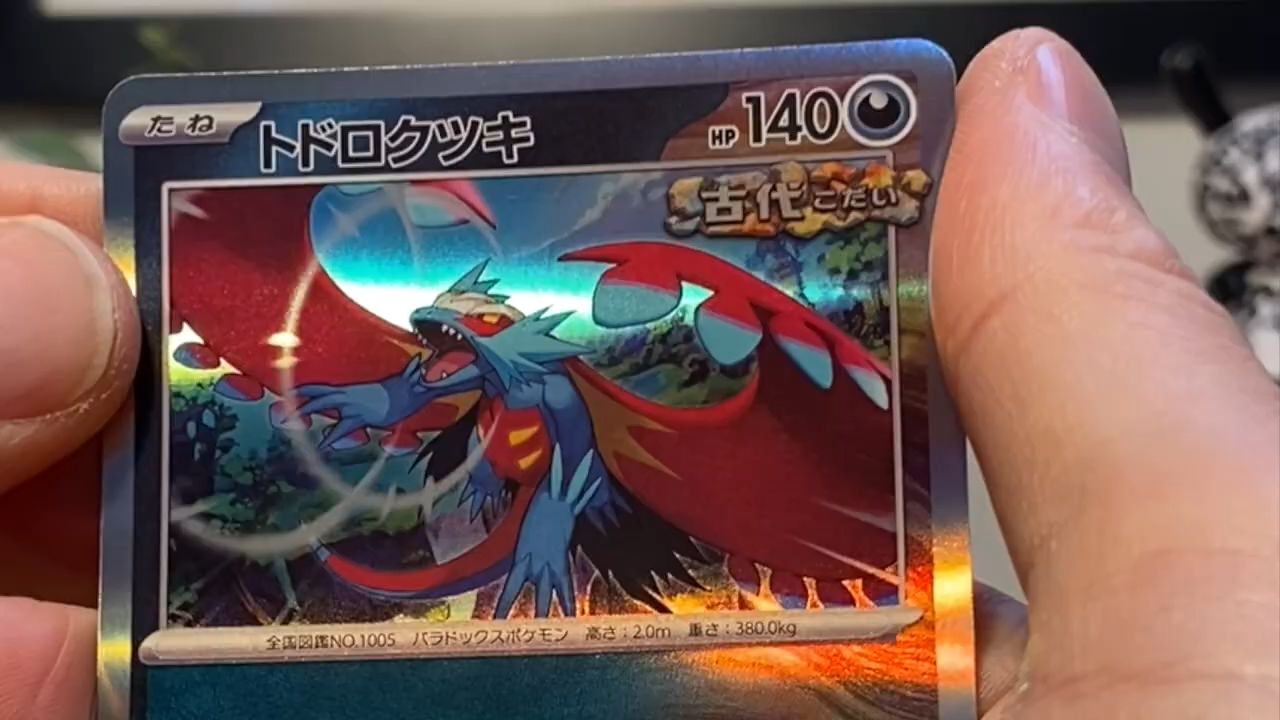 たね トドロクツキ HP 140
古代 こだい
全国図鑑NO.1005 パラドックスポケモン 高さ：2.0m 重さ：380.0kg